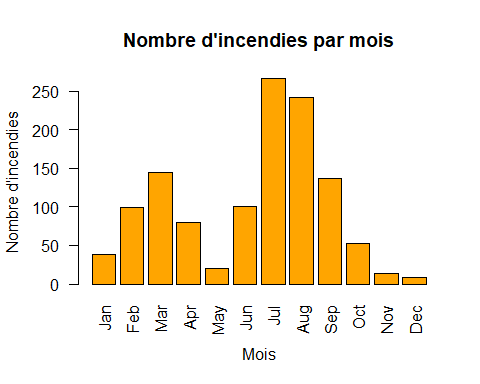 Nombre d'incendies par mois
Nombre d'incendies
250
200
150
100
50
0
Jan Feb Mar Apr May Jun Jul Aug Sep Oct Nov Dec
Mois